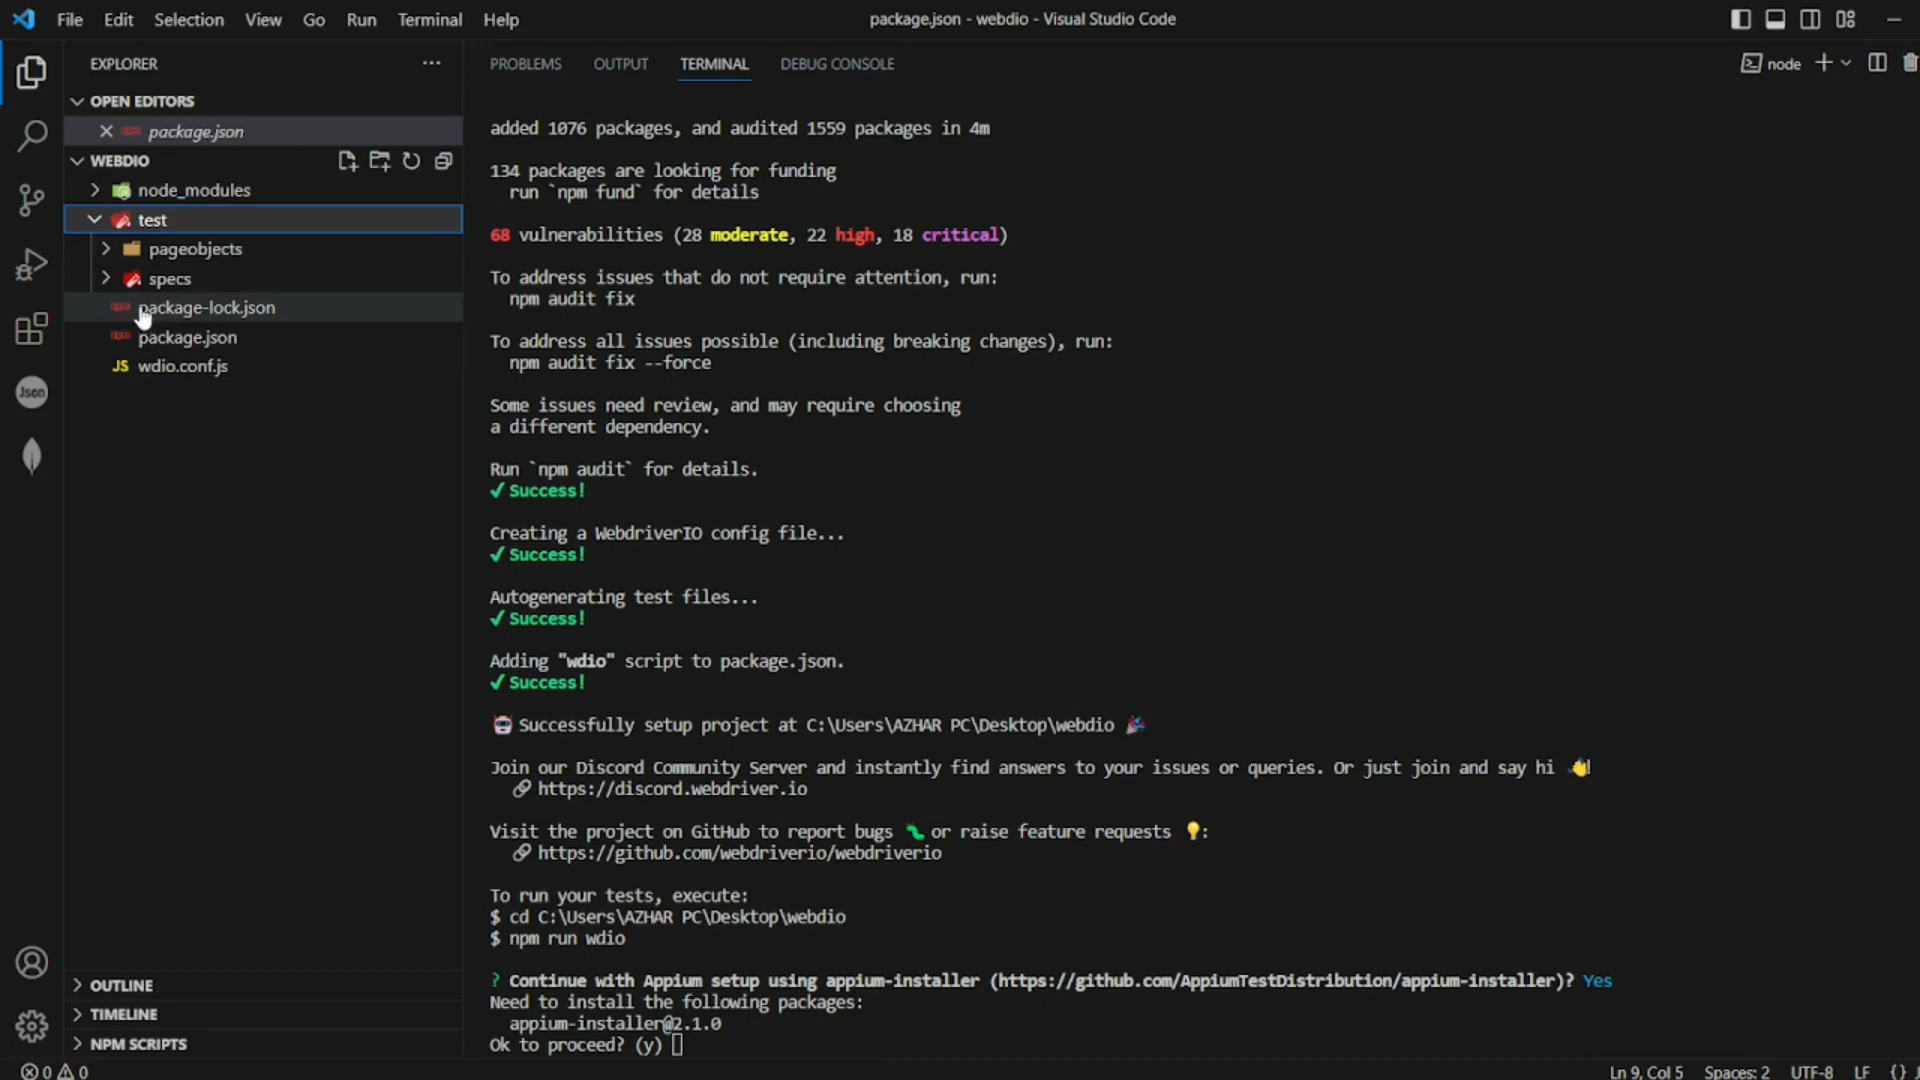 File Edit Selection View Go Run Terminal Help
package.json - webdio - Visual Studio Code
EXPLORER
OPEN EDITORS
package.json
WEBDIO
node_modules
test
pageobjects
specs
package-lock.json
package.json
JS wdio.conf.js
Json
OUTLINE
TIMELINE
NPM SCRIPTS
PROBLEMS OUTPUT TERMINAL DEBUG CONSOLE
node
added 1076 packages, and audited 1559 packages in 4m
134 packages are looking for funding
run `npm fund` for details
68 vulnerabilities (28 moderate, 22 high, 18 critical)
To address issues that do not require attention, run:
npm audit fix
To address all issues possible (including breaking changes), run:
npm audit fix --force
Some issues need review, and may require choosing
a different dependency.
Run `npm audit` for details.
✔ Success!
Creating a WebdriverIO config file...
✔ Success!
Autogenerating test files...
✔ Success!
Adding "wdio" script to package.json.
✔ Success!
🤖 Successfully setup project at C:\Users\AZHAR PC\Desktop\webdio 🎉
Join our Discord Community Server and instantly find answers to your issues or queries. Or just join and say hi 👋!
🔗 https://discord.webdriver.io
Visit the project on GitHub to report bugs 🐛 or raise feature requests 💡:
🔗 https://github.com/webdriverio/webdriverio
To run your tests, execute:
$ cd C:\Users\AZHAR PC\Desktop\webdio
$ npm run wdio
? Continue with Appium setup using appium-installer (https://github.com/AppiumTestDistribution/appium-installer)? Yes
Need to install the following packages:
appium-installer@2.1.0
Ok to proceed? (y)
0 0
Ln 9, Col 5 Spaces: 2 UTF-8 LF {}